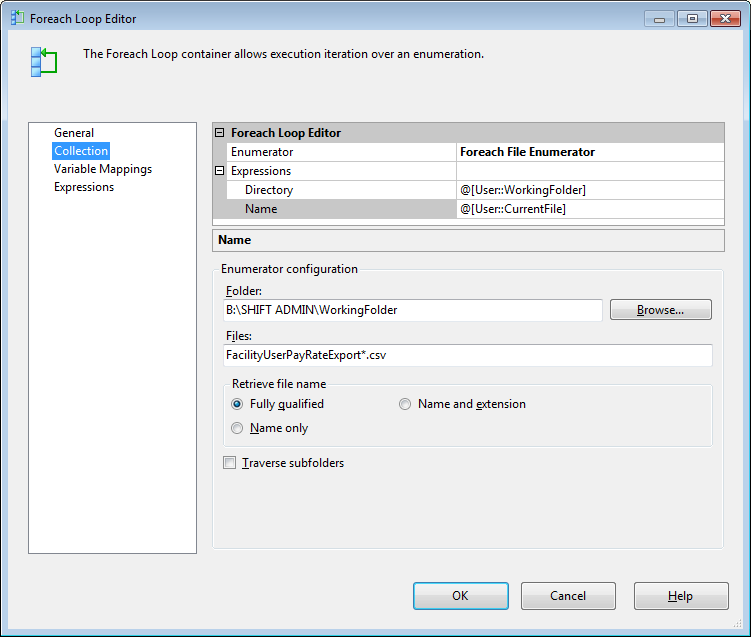 Foreach Loop Editor
The Foreach Loop container allows execution iteration over an enumeration.
General
Collection
Variable Mappings
Expressions
Foreach Loop Editor
Enumerator Foreach File Enumerator
Expressions
Directory @[User::WorkingFolder]
Name @[User::CurrentFile]
Name
Enumerator configuration
Folder:
B:\SHIFT ADMIN\WorkingFolder Browse...
Files:
FacilityUserPayRateExport*.csv
Retrieve file name
Fully qualified Name and extension
Name only
Traverse subfolders
OK Cancel Help